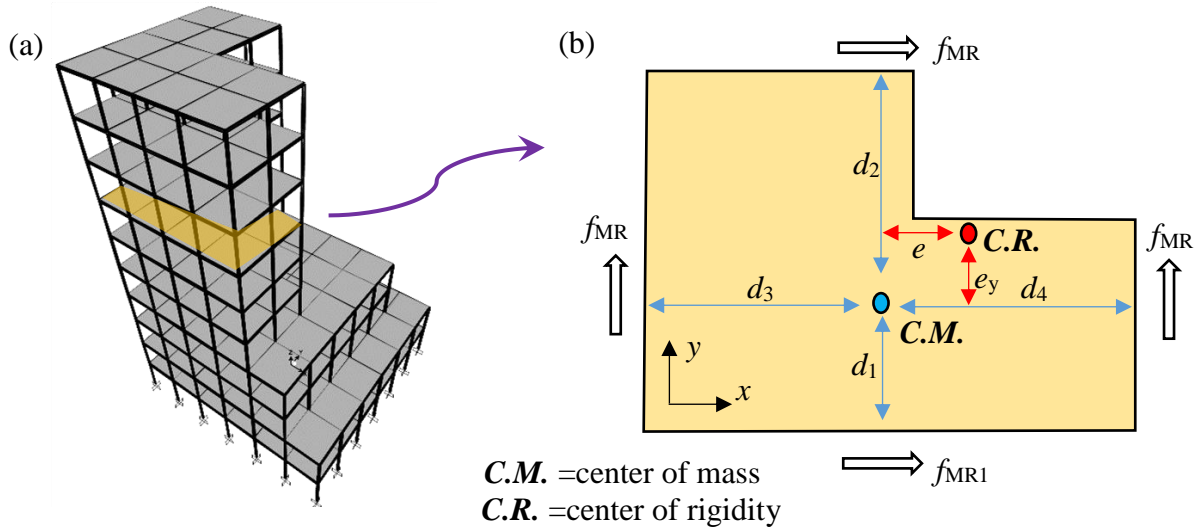 (a)
(b)
fMR
d2
fMR
C.R.
fMR
e
ey
d3
d4
C.M.
y
d1
x
C.M. =center of mass
fMR1
C.R. =center of rigidity